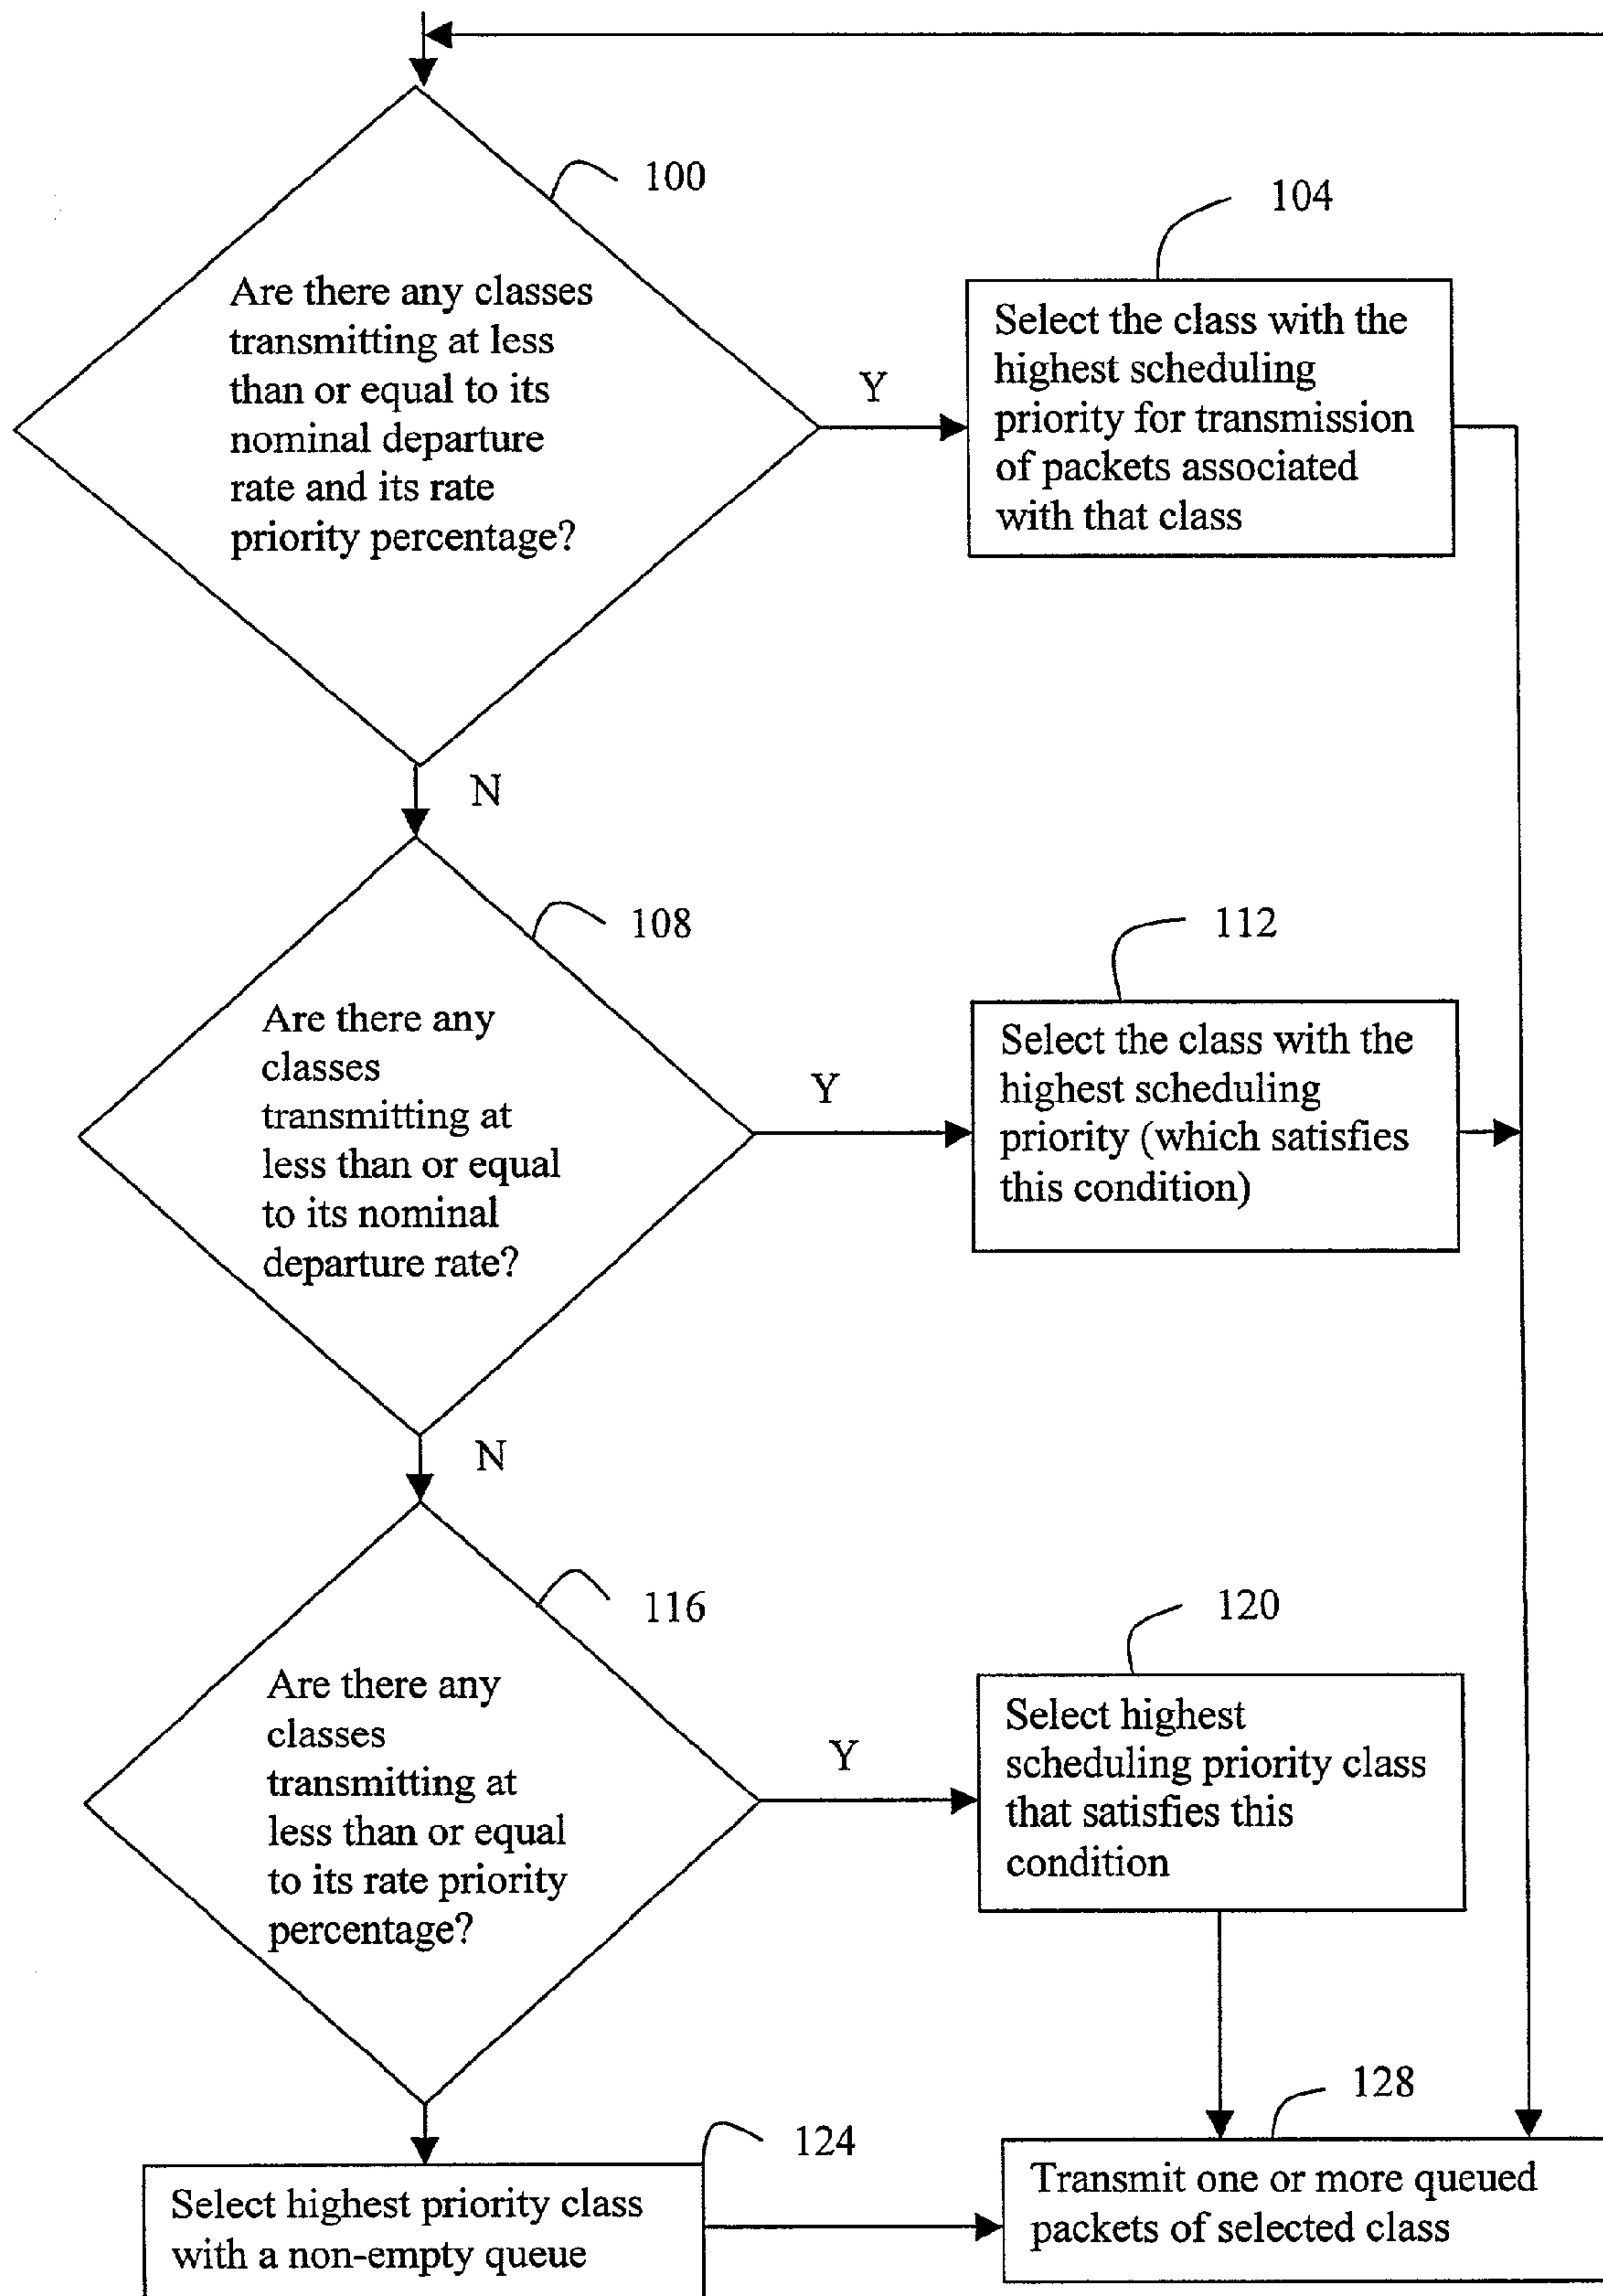 100
Are there any classes
transmitting at less
than or equal to its
nominal departure
rate and its rate
priority percentage?
Y
104
Select the class with the
highest scheduling
priority for transmission
of packets associated
with that class
N
108
Are there any
classes
transmitting at
less than or equal
to its nominal
departure rate?
Y
112
Select the class with the
highest scheduling
priority (which satisfies
this condition)
N
116
Are there any
classes
transmitting at
less than or equal
to its rate priority
percentage?
Y
120
Select highest
scheduling priority class
that satisfies this
condition
124
Select highest priority class
with a non-empty queue
128
Transmit one or more queued
packets of selected class